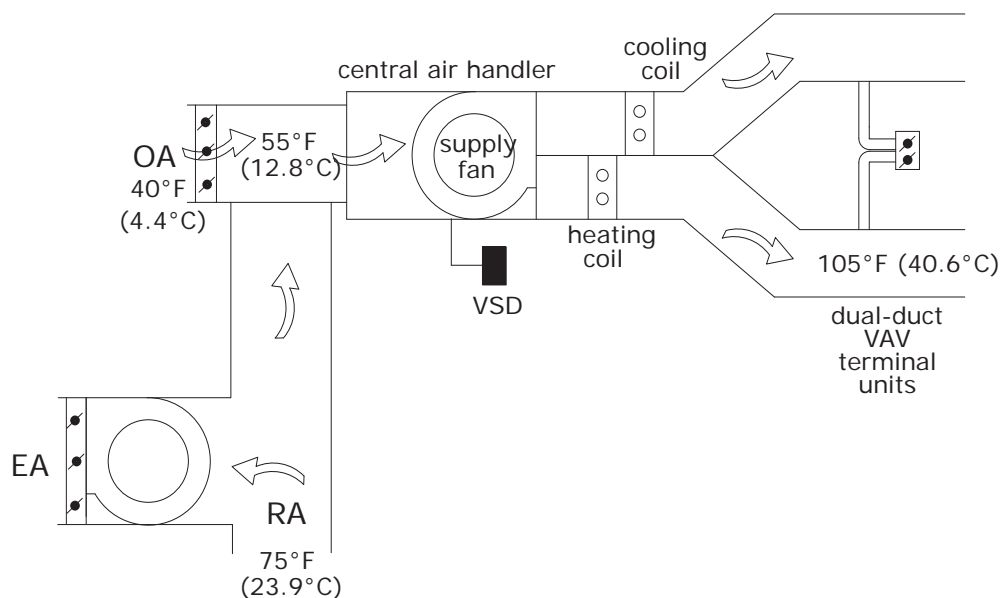 cooling
coil
central air handler
OA
40°F
(4.4°C)
55°F
(12.8°C)
supply
fan
heating
coil
VSD
105°F (40.6°C)
dual-duct
VAV
terminal
units
EA
RA
75°F
(23.9°C)